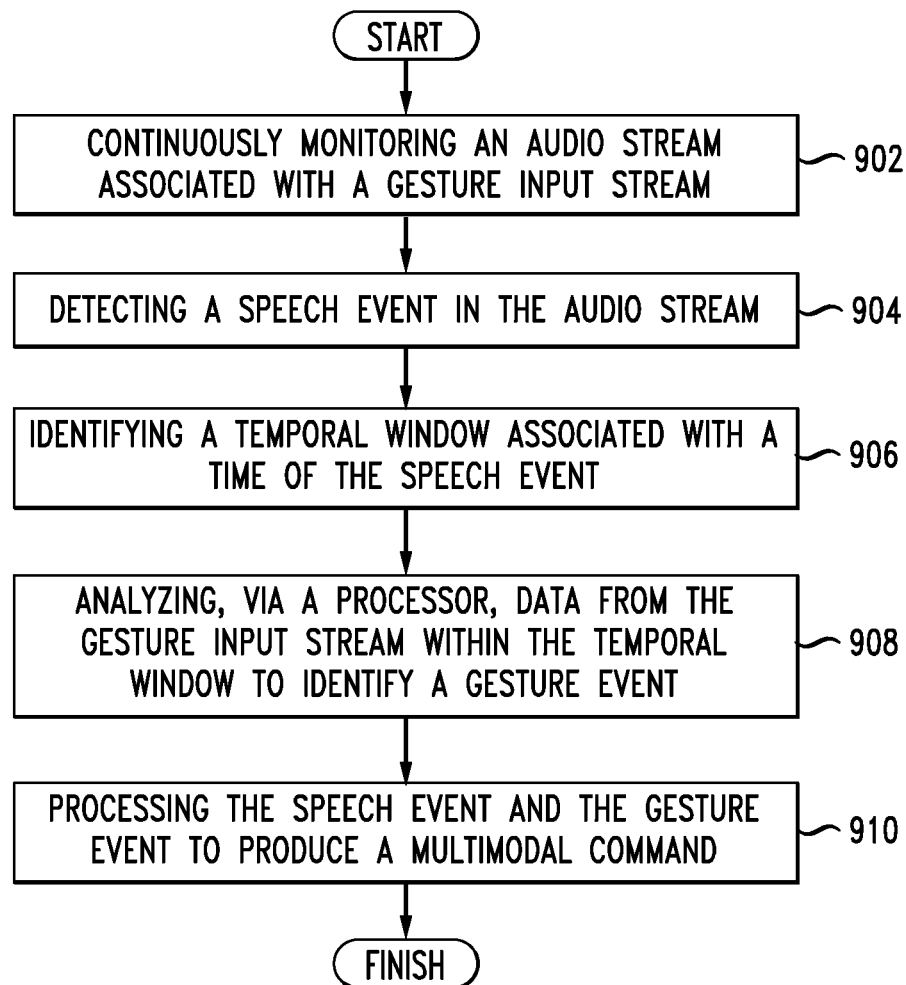 START
CONTINUOUSLY MONITORING AN AUDIO STREAM
ASSOCIATED WITH A GESTURE INPUT STREAM
902
DETECTING A SPEECH EVENT IN THE AUDIO STREAM
904
IDENTIFYING A TEMPORAL WINDOW ASSOCIATED WITH A
TIME OF THE SPEECH EVENT
906
ANALYZING, VIA A PROCESSOR, DATA FROM THE
GESTURE INPUT STREAM WITHIN THE TEMPORAL
WINDOW TO IDENTIFY A GESTURE EVENT
908
PROCESSING THE SPEECH EVENT AND THE GESTURE
EVENT TO PRODUCE A MULTIMODAL COMMAND
910
FINISH